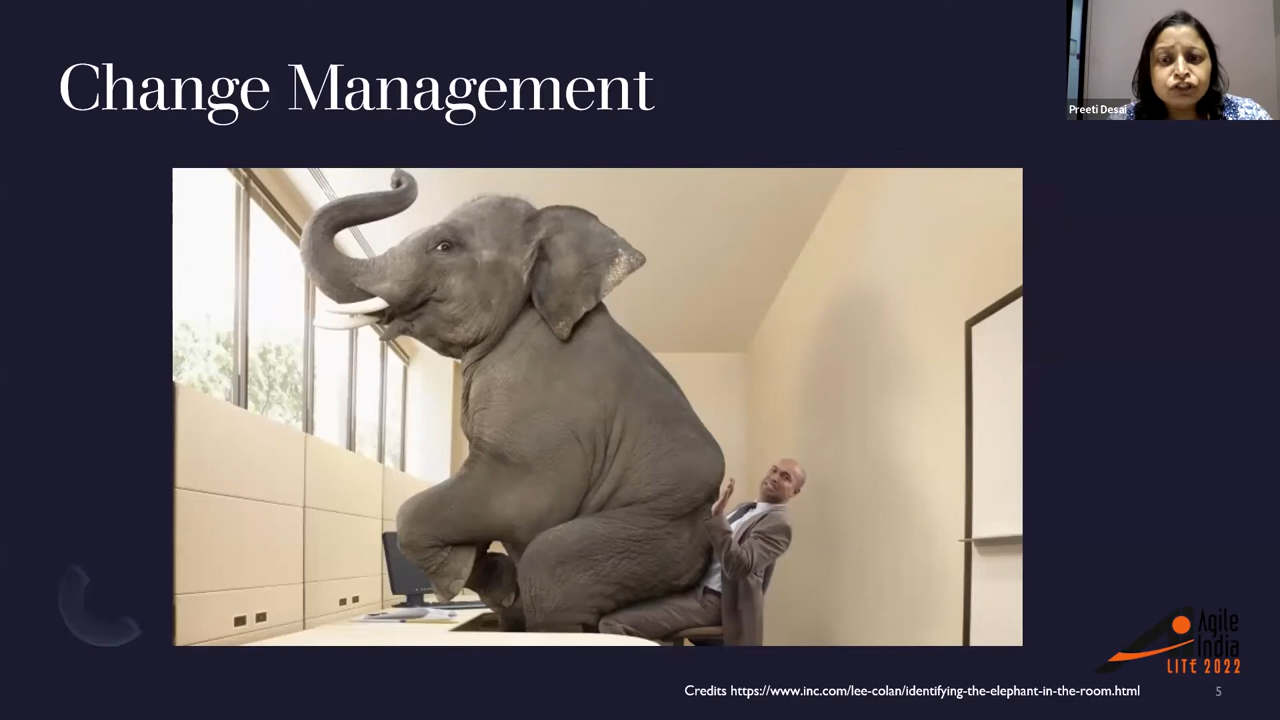 Change Management
Preeti Desai
Agile
India
LITE 2022
Credits https://www.inc.com/lee-colan/identifying-the-elephant-in-the-room.html
5